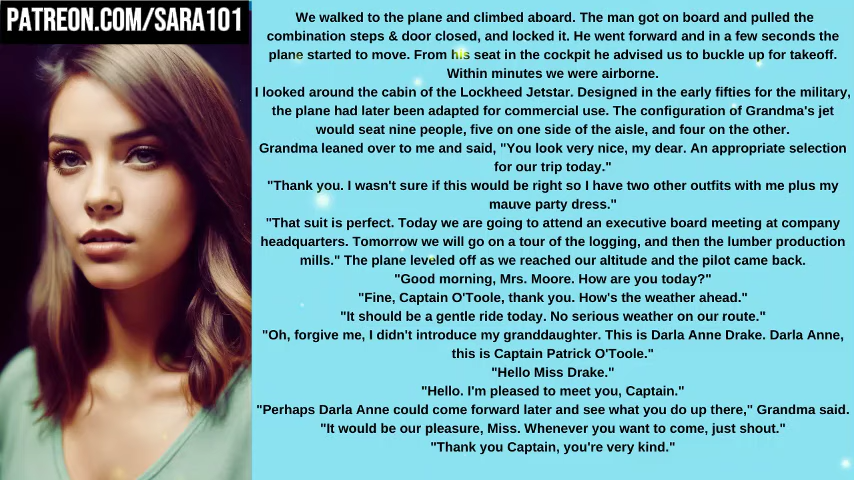 PATREON.COM/SARA101
We walked to the plane and climbed aboard. The man got on board and pulled the
combination steps & door closed, and locked it. He went forward and in a few seconds the
plane started to move. From his seat in the cockpit he advised us to buckle up for takeoff.
Within minutes we were airborne.
I looked around the cabin of the Lockheed Jetstar. Designed in the early fifties for the military,
the plane had later been adapted for commercial use. The configuration of Grandma's jet
would seat nine people, five on one side of the aisle, and four on the other.
Grandma leaned over to me and said, "You look very nice, my dear. An appropriate selection
for our trip today."
"Thank you. I wasn't sure if this would be right so I have two other outfits with me plus my
mauve party dress."
"That suit is perfect. Today we are going to attend an executive board meeting at company
headquarters. Tomorrow we will go on a tour of the logging, and then the lumber production
mills." The plane leveled off as we reached our altitude and the pilot came back.
"Good morning, Mrs. Moore. How are you today?"
"Fine, Captain O'Toole, thank you. How's the weather ahead."
"It should be a gentle ride today. No serious weather on our route."
"Oh, forgive me, I didn't introduce my granddaughter. This is Darla Anne Drake. Darla Anne,
this is Captain Patrick O'Toole."
"Hello Miss Drake."
"Hello. I'm pleased to meet you, Captain."
"Perhaps Darla Anne could come forward later and see what you do up there," Grandma said.
"It would be our pleasure, Miss. Whenever you want to come, just shout."
"Thank you Captain, you're very kind."